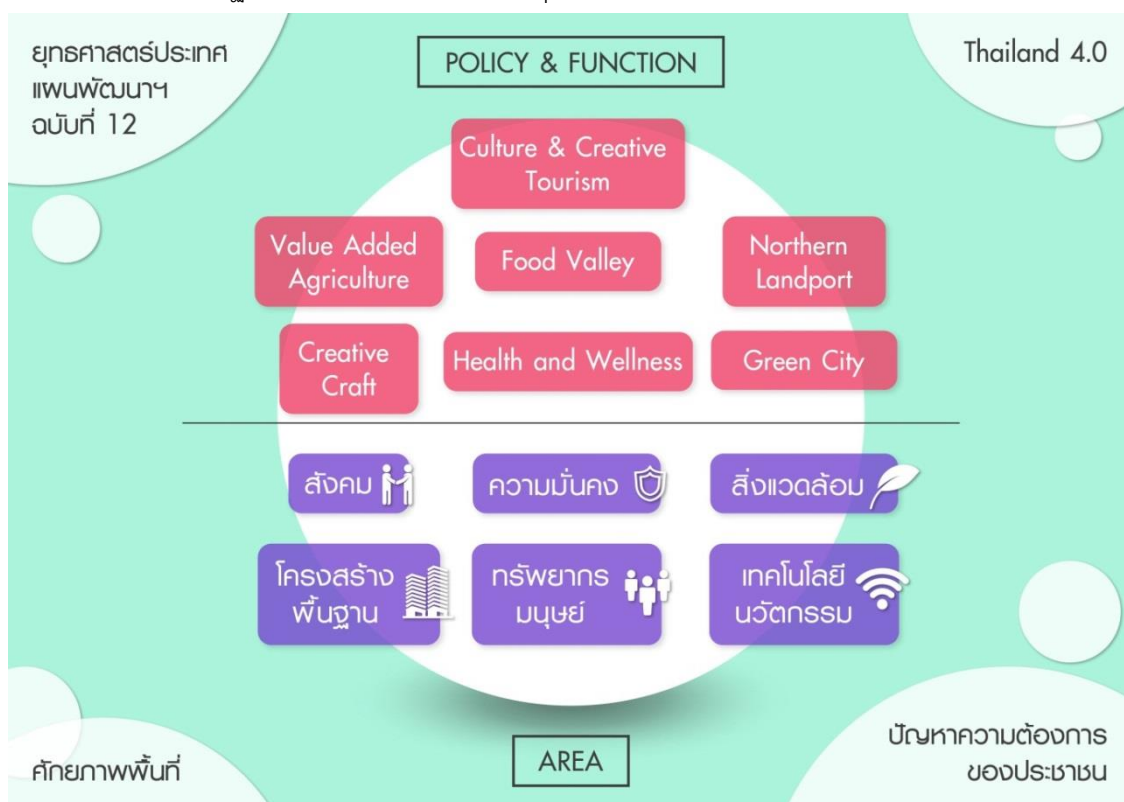 ยุทธศาสตร์ประเทศ
แผนพัฒนาฯ
ฉบับที่ 12
POLICY & FUNCTION
Thailand 4.0
Culture & Creative
Tourism
Value Added
Agriculture
Food Valley
Northern
Landport
Creative
Craft
Health and Wellness
Green City
สังคม
ความมั่นคง
สิ่งแวดล้อม
โครงสร้าง
พื้นฐาน
ทรัพยากร
มนุษย์
เทคโนโลยี
นวัตกรรม
ศักยภาพพื้นที่
AREA
ปัญหาความต้องการ
ของประชาชน